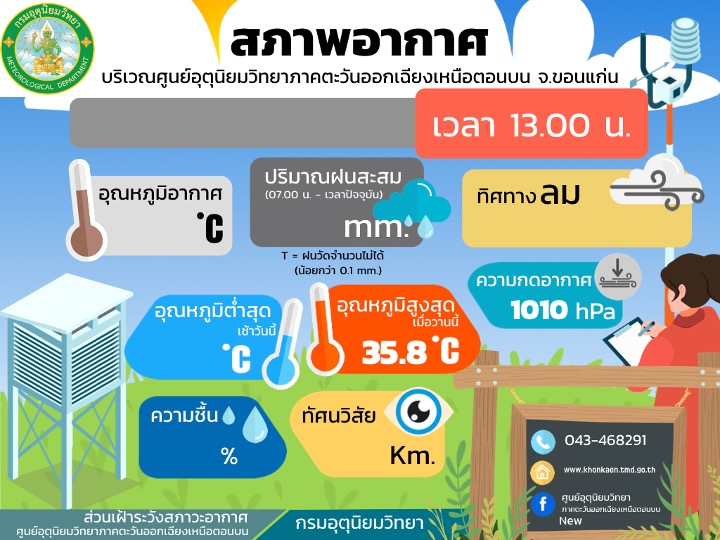 กรมอุตุนิยมวิทยา
METEOROLOGICAL DEPARTMENT
สภาพอากาศ
บริเวณศูนย์อุตุนิยมวิทยาภาคตะวันออกเฉียงเหนือตอนบน จ.ขอนแก่น
เวลา 13.00 น.
อุณหภูมิอากาศ
°C
ปริมาณฝนสะสม
(07.00 น. - เวลาปัจจุบัน)
mm.
T = ฝนวัดจำนวนไม่ได้
(น้อยกว่า 0.1 mm.)
ทิศทาง ลม
ความกดอากาศ
1010 hPa
อุณหภูมิต่ำสุด
เช้าวันนี้
°C
อุณหภูมิสูงสุด
เมื่อวานนี้
35.8 °C
ความชื้น
%
ทัศนวิสัย
Km.
043-468291
www.khonkaen.tmd.go.th
ศูนย์อุตุนิยมวิทยา
ภาคตะวันออกเฉียงเหนือตอนบน
New
ส่วนเฝ้าระวังสภาวะอากาศ
ศูนย์อุตุนิยมวิทยาภาคตะวันออกเฉียงเหนือตอนบน
กรมอุตุนิยมวิทยา